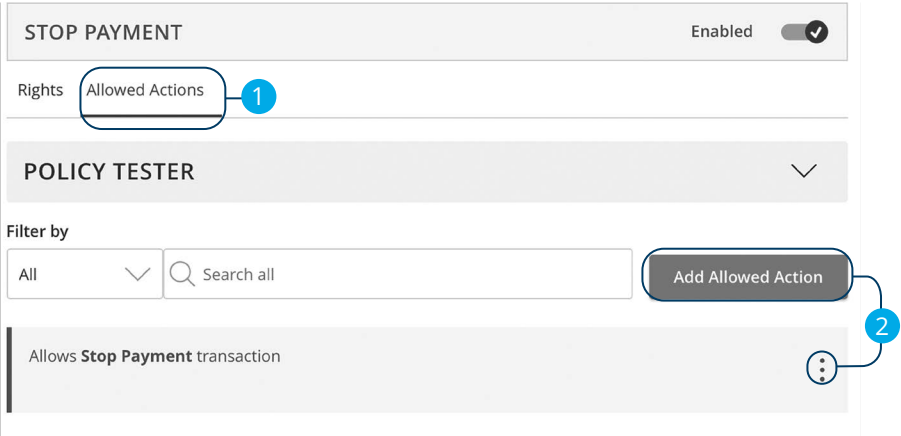 STOP PAYMENT
Enabled
Rights
Allowed Actions
1
POLICY TESTER
Filter by
All
Search all
Add Allowed Action
2
Allows Stop Payment transaction